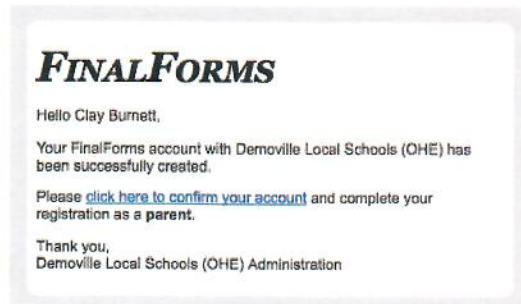 FINALFORMS
Hello Clay Burnett,
Your FinalForms account with Demoville Local Schools (OHE) has
been successfully created.
Please click here to confirm your account and complete your
registration as a parent.
Thank you,
Demoville Local Schools (OHE) Administration